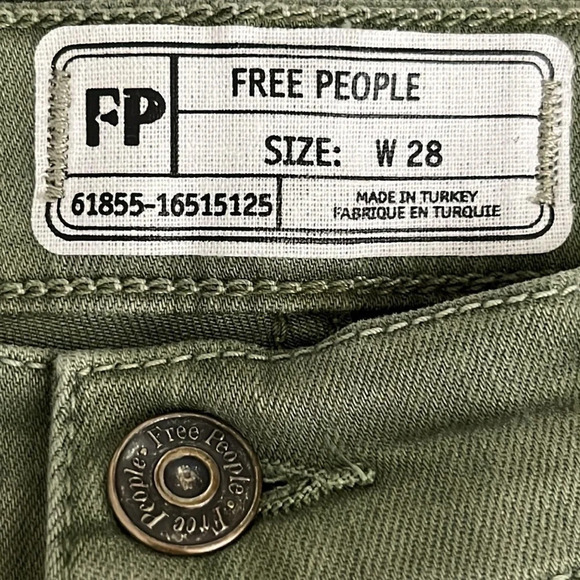 FP
FREE PEOPLE
SIZE: W 28
61855-16515125
MADE IN TURKEY
FABRIQUE EN TURQUIE
Free People Free People